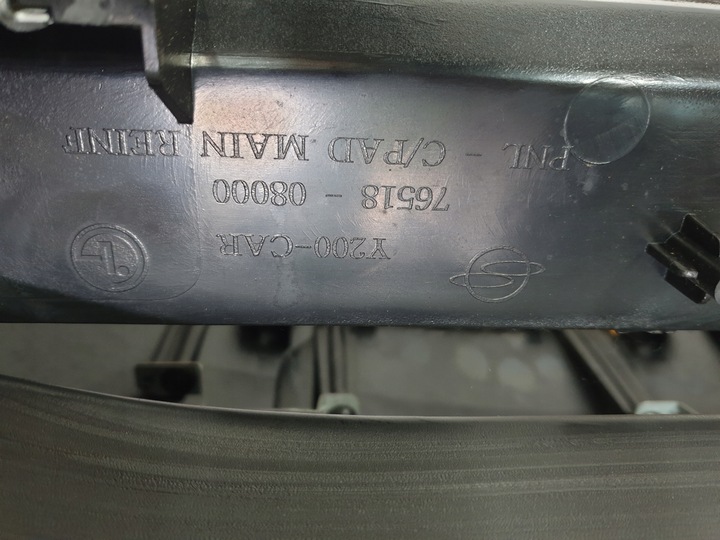 Y200-CAR
76518 - 08000
PNL - C/PAD MAIN REINF